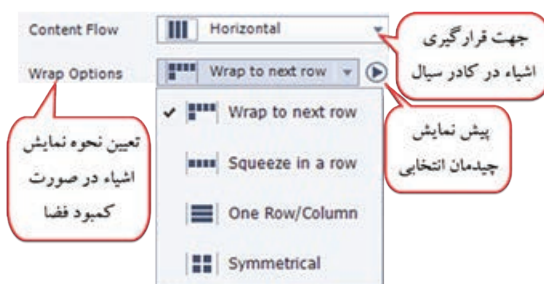 Content Flow
Horizontal
جهت قرارگیری
اشیاء در کادر سیال
Wrap Options
Wrap to next row
پیش نمایش
چیدمان انتخابی
تعیین نحوه نمایش
اشیاء در صورت
کمبود فضا
Wrap to next row
Squeeze in a row
One Row/Column
Symmetrical